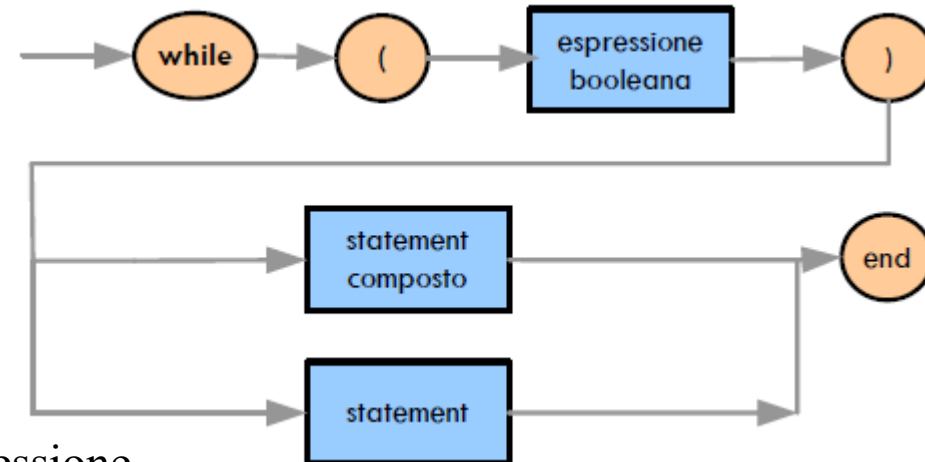 while ( espressione booleana )
statement composto
end
statement